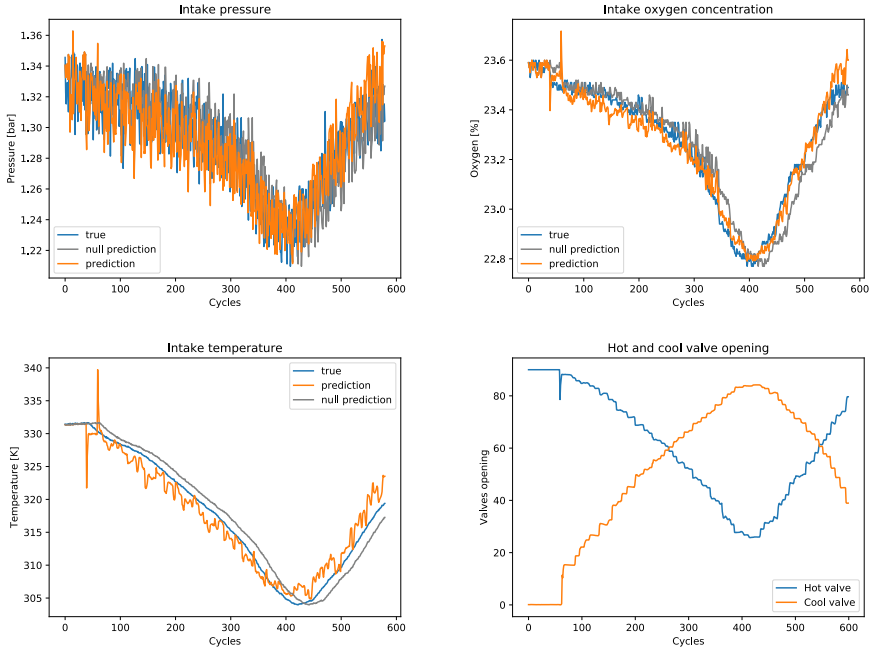 Intake pressure
1,36
1,34
1,32
1,30
1,28
1,26
1,24
1,22
Pressure [bar]
true
null prediction
prediction
0 100 200 300 400 500 600
Cycles
Intake oxygen concentration
23.6
23.4
23.2
23.0
22.8
Oxygen [%]
true
null prediction
prediction
0 100 200 300 400 500 600
Cycles
Intake temperature
340
335
330
325
320
315
310
305
Temperature [K]
true
prediction
null prediction
0 100 200 300 400 500 600
Cycles
Hot and cool valve opening
80
60
40
20
0
Valves opening
Hot valve
Cool valve
0 100 200 300 400 500 600
Cycles